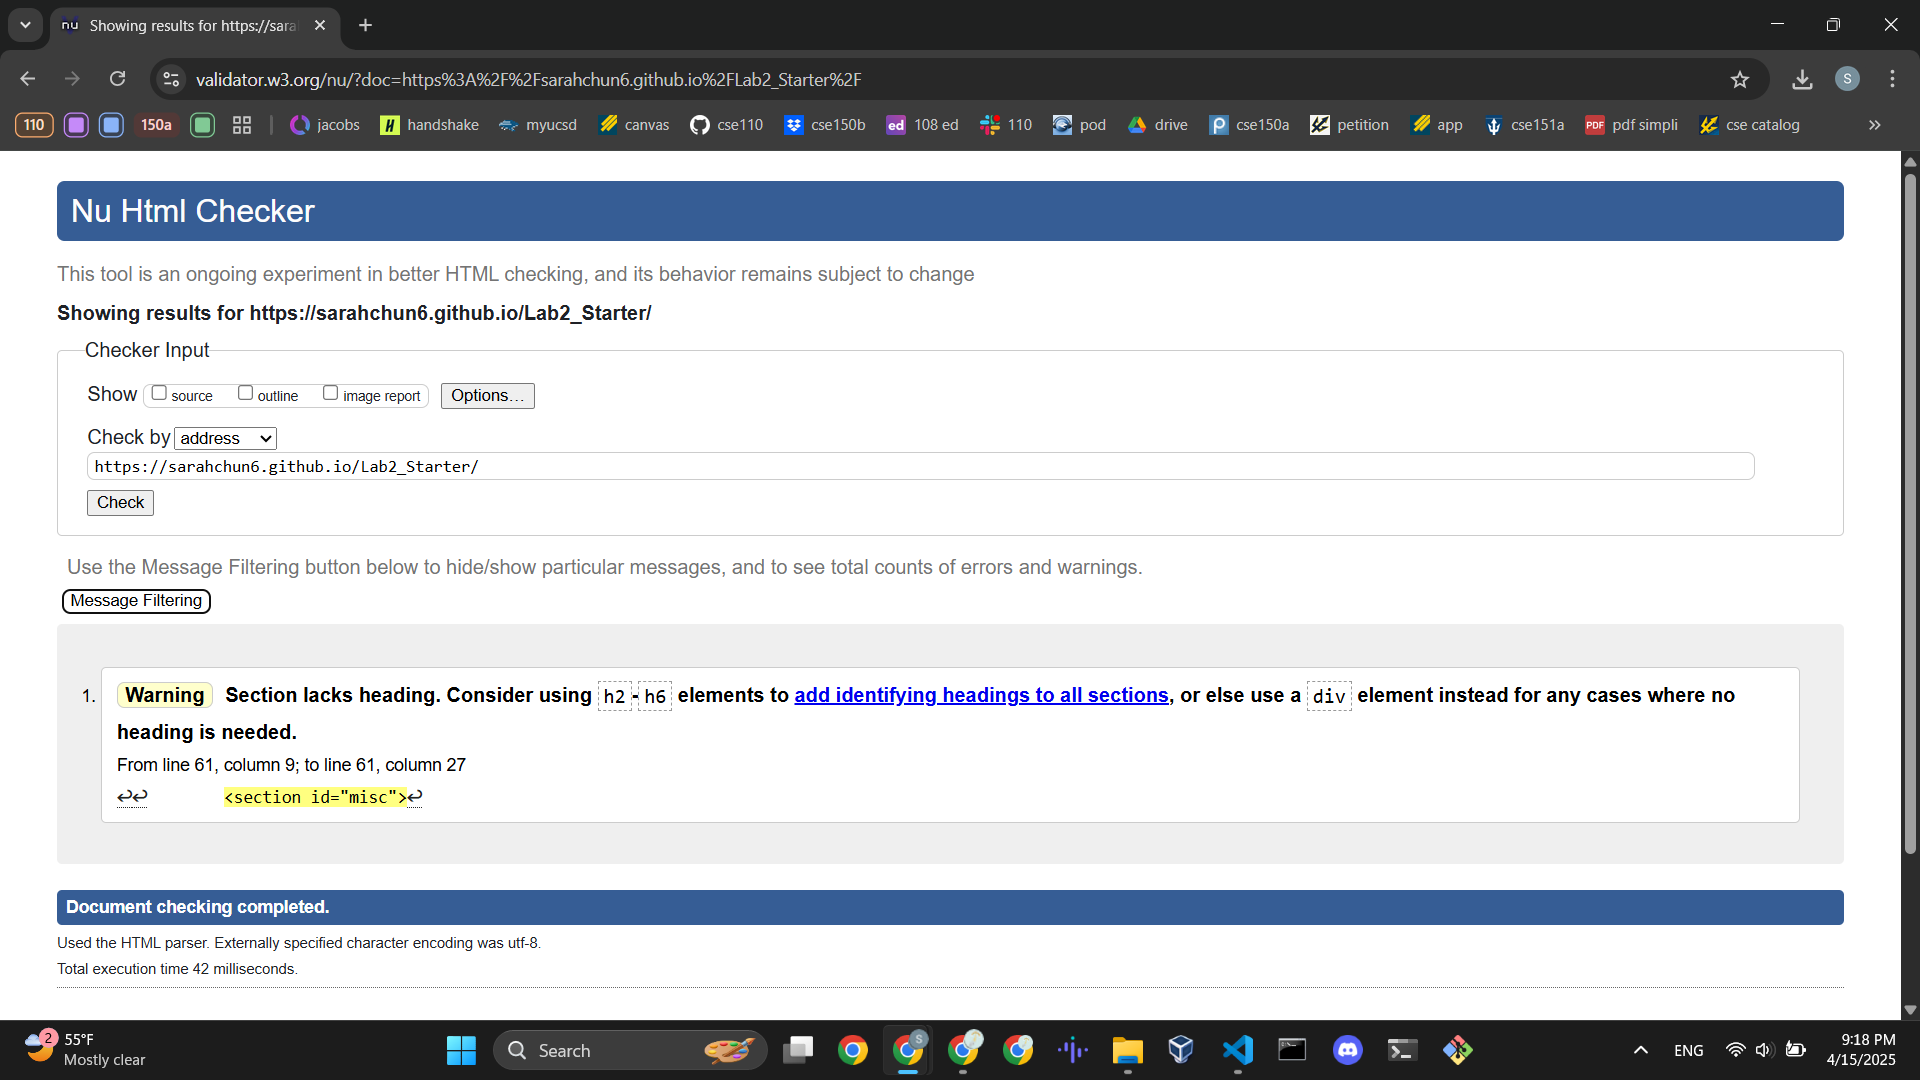 nu Showing results for https://sara
validator.w3.org/nu/?doc=https%3A%2F%2Fsarahchun6.github.io%2FLab2_Starter%2F
S
110 150a jacobs H handshake myucsd canvas cse110 cse150b ed 108 ed 110 pod drive P cse150a petition app cse151a PDF pdf simpli cse catalog »
Nu Html Checker
This tool is an ongoing experiment in better HTML checking, and its behavior remains subject to change
Showing results for https://sarahchun6.github.io/Lab2_Starter/
Checker Input
Show source outline image report Options…
Check by address
https://sarahchun6.github.io/Lab2_Starter/
Check
Use the Message Filtering button below to hide/show particular messages, and to see total counts of errors and warnings.
Message Filtering
1. Warning Section lacks heading. Consider using h2-h6 elements to add identifying headings to all sections, or else use a div element instead for any cases where no
heading is needed.
From line 61, column 9; to line 61, column 27
↩↩ <section id="misc">↩
Document checking completed.
Used the HTML parser. Externally specified character encoding was utf-8.
Total execution time 42 milliseconds.
2 55°F
Mostly clear
Search
S
ENG
9:18 PM
4/15/2025